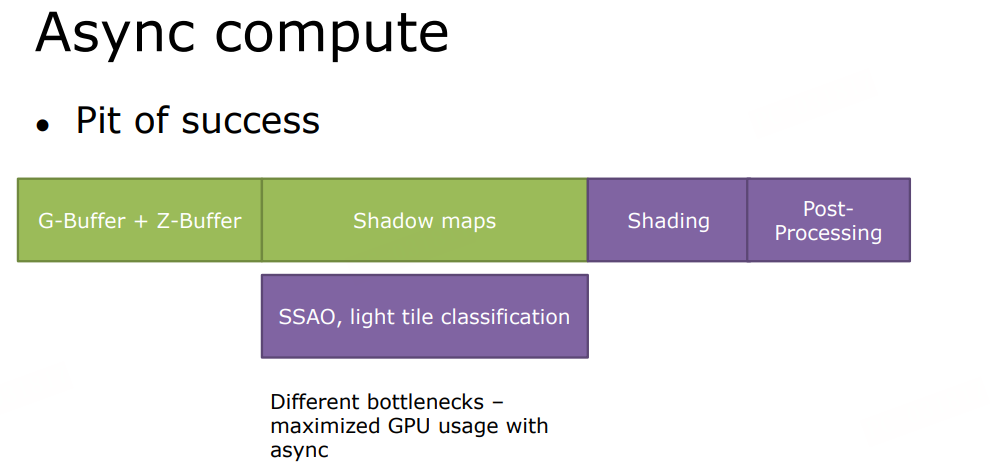 Async compute
● Pit of success
G-Buffer + Z-Buffer
Shadow maps
Shading
Post-
Processing
SSAO, light tile classification
Different bottlenecks –
maximized GPU usage with
async